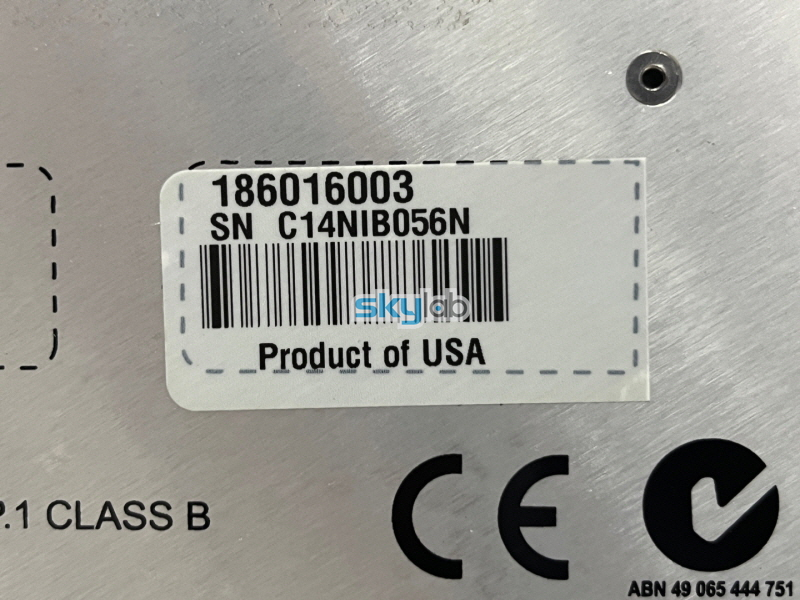 186016003
SN C14NIB056N
skylab
Product of USA
.1 CLASS B
CE
ABN 49 065 444 751